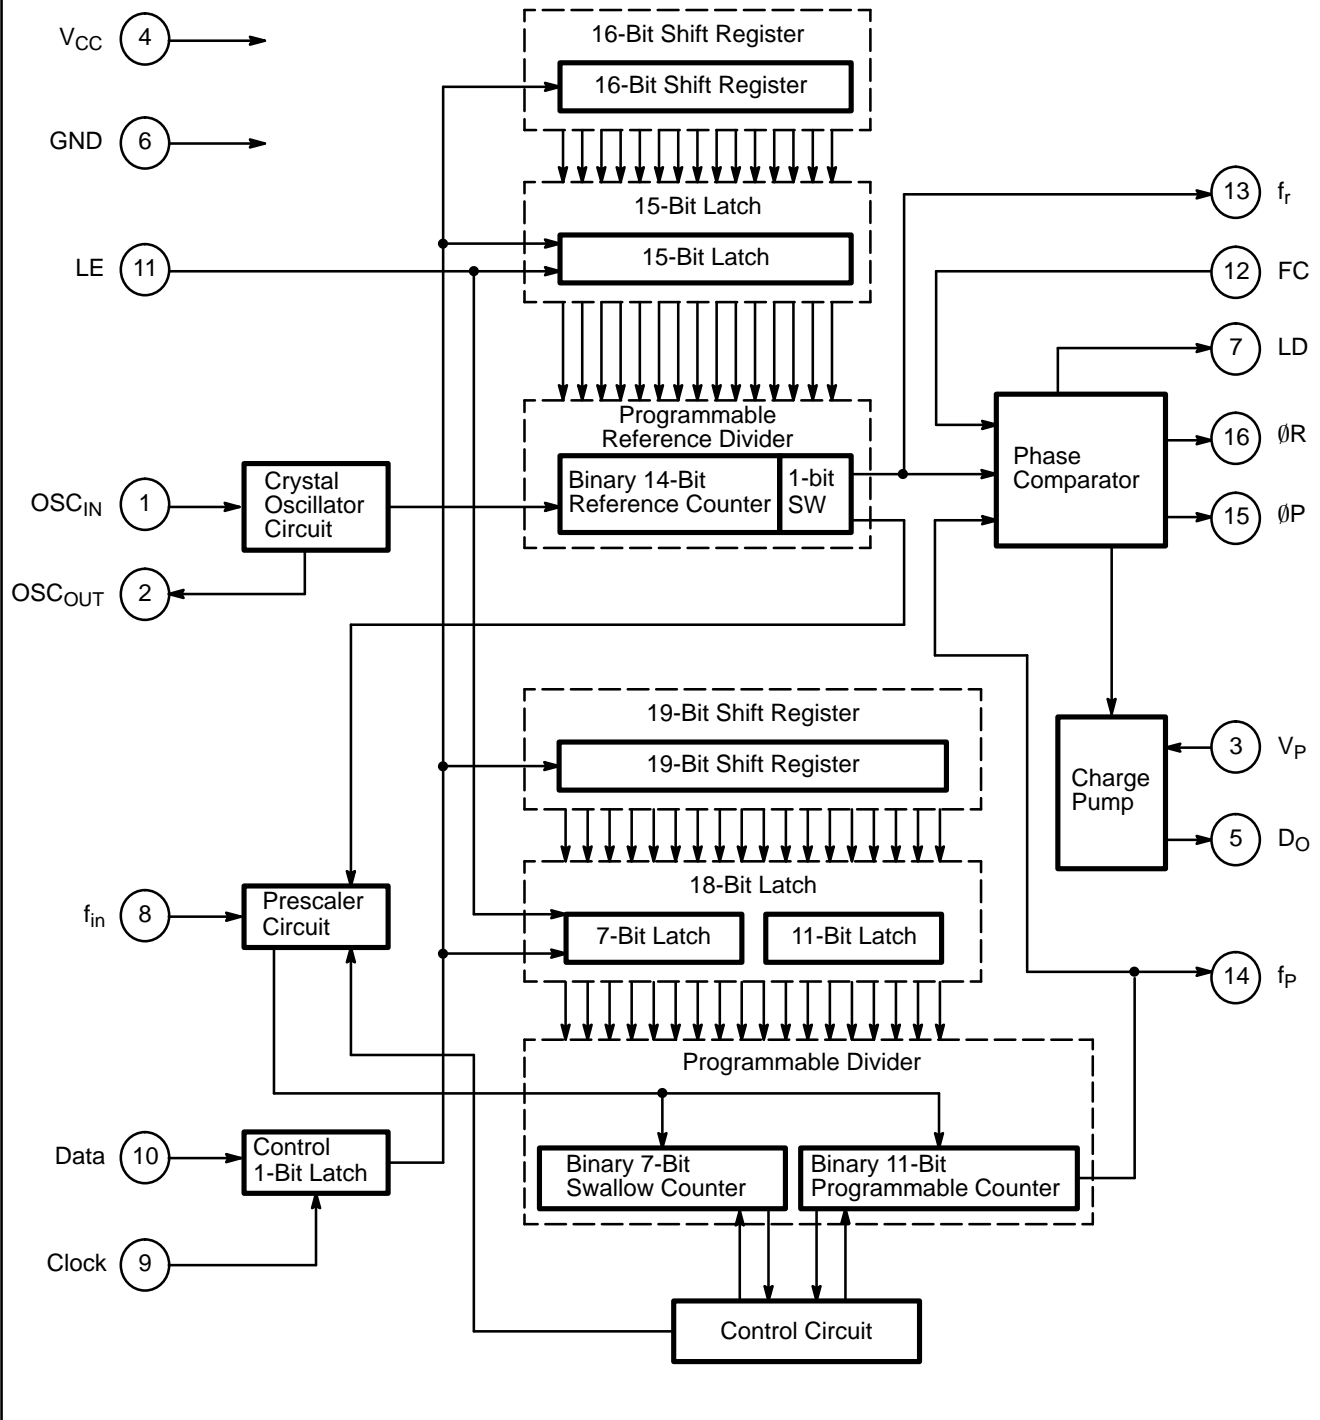 VCC 4
GND 6
LE 11
OSCIN 1
OSCOUT 2
fin 8
Data 10
Clock 9
16-Bit Shift Register
16-Bit Shift Register
15-Bit Latch
15-Bit Latch
Programmable
Reference Divider
Binary 14-Bit
Reference Counter
1-bit
SW
Crystal
Oscillator
Circuit
19-Bit Shift Register
19-Bit Shift Register
18-Bit Latch
7-Bit Latch
11-Bit Latch
Prescaler
Circuit
Programmable Divider
Binary 7-Bit
Swallow Counter
Binary 11-Bit
Programmable Counter
Control
1-Bit Latch
Control Circuit
Phase
Comparator
Charge
Pump
13 fr
12 FC
7 LD
16 ØR
15 ØP
3 VP
5 DO
14 fP